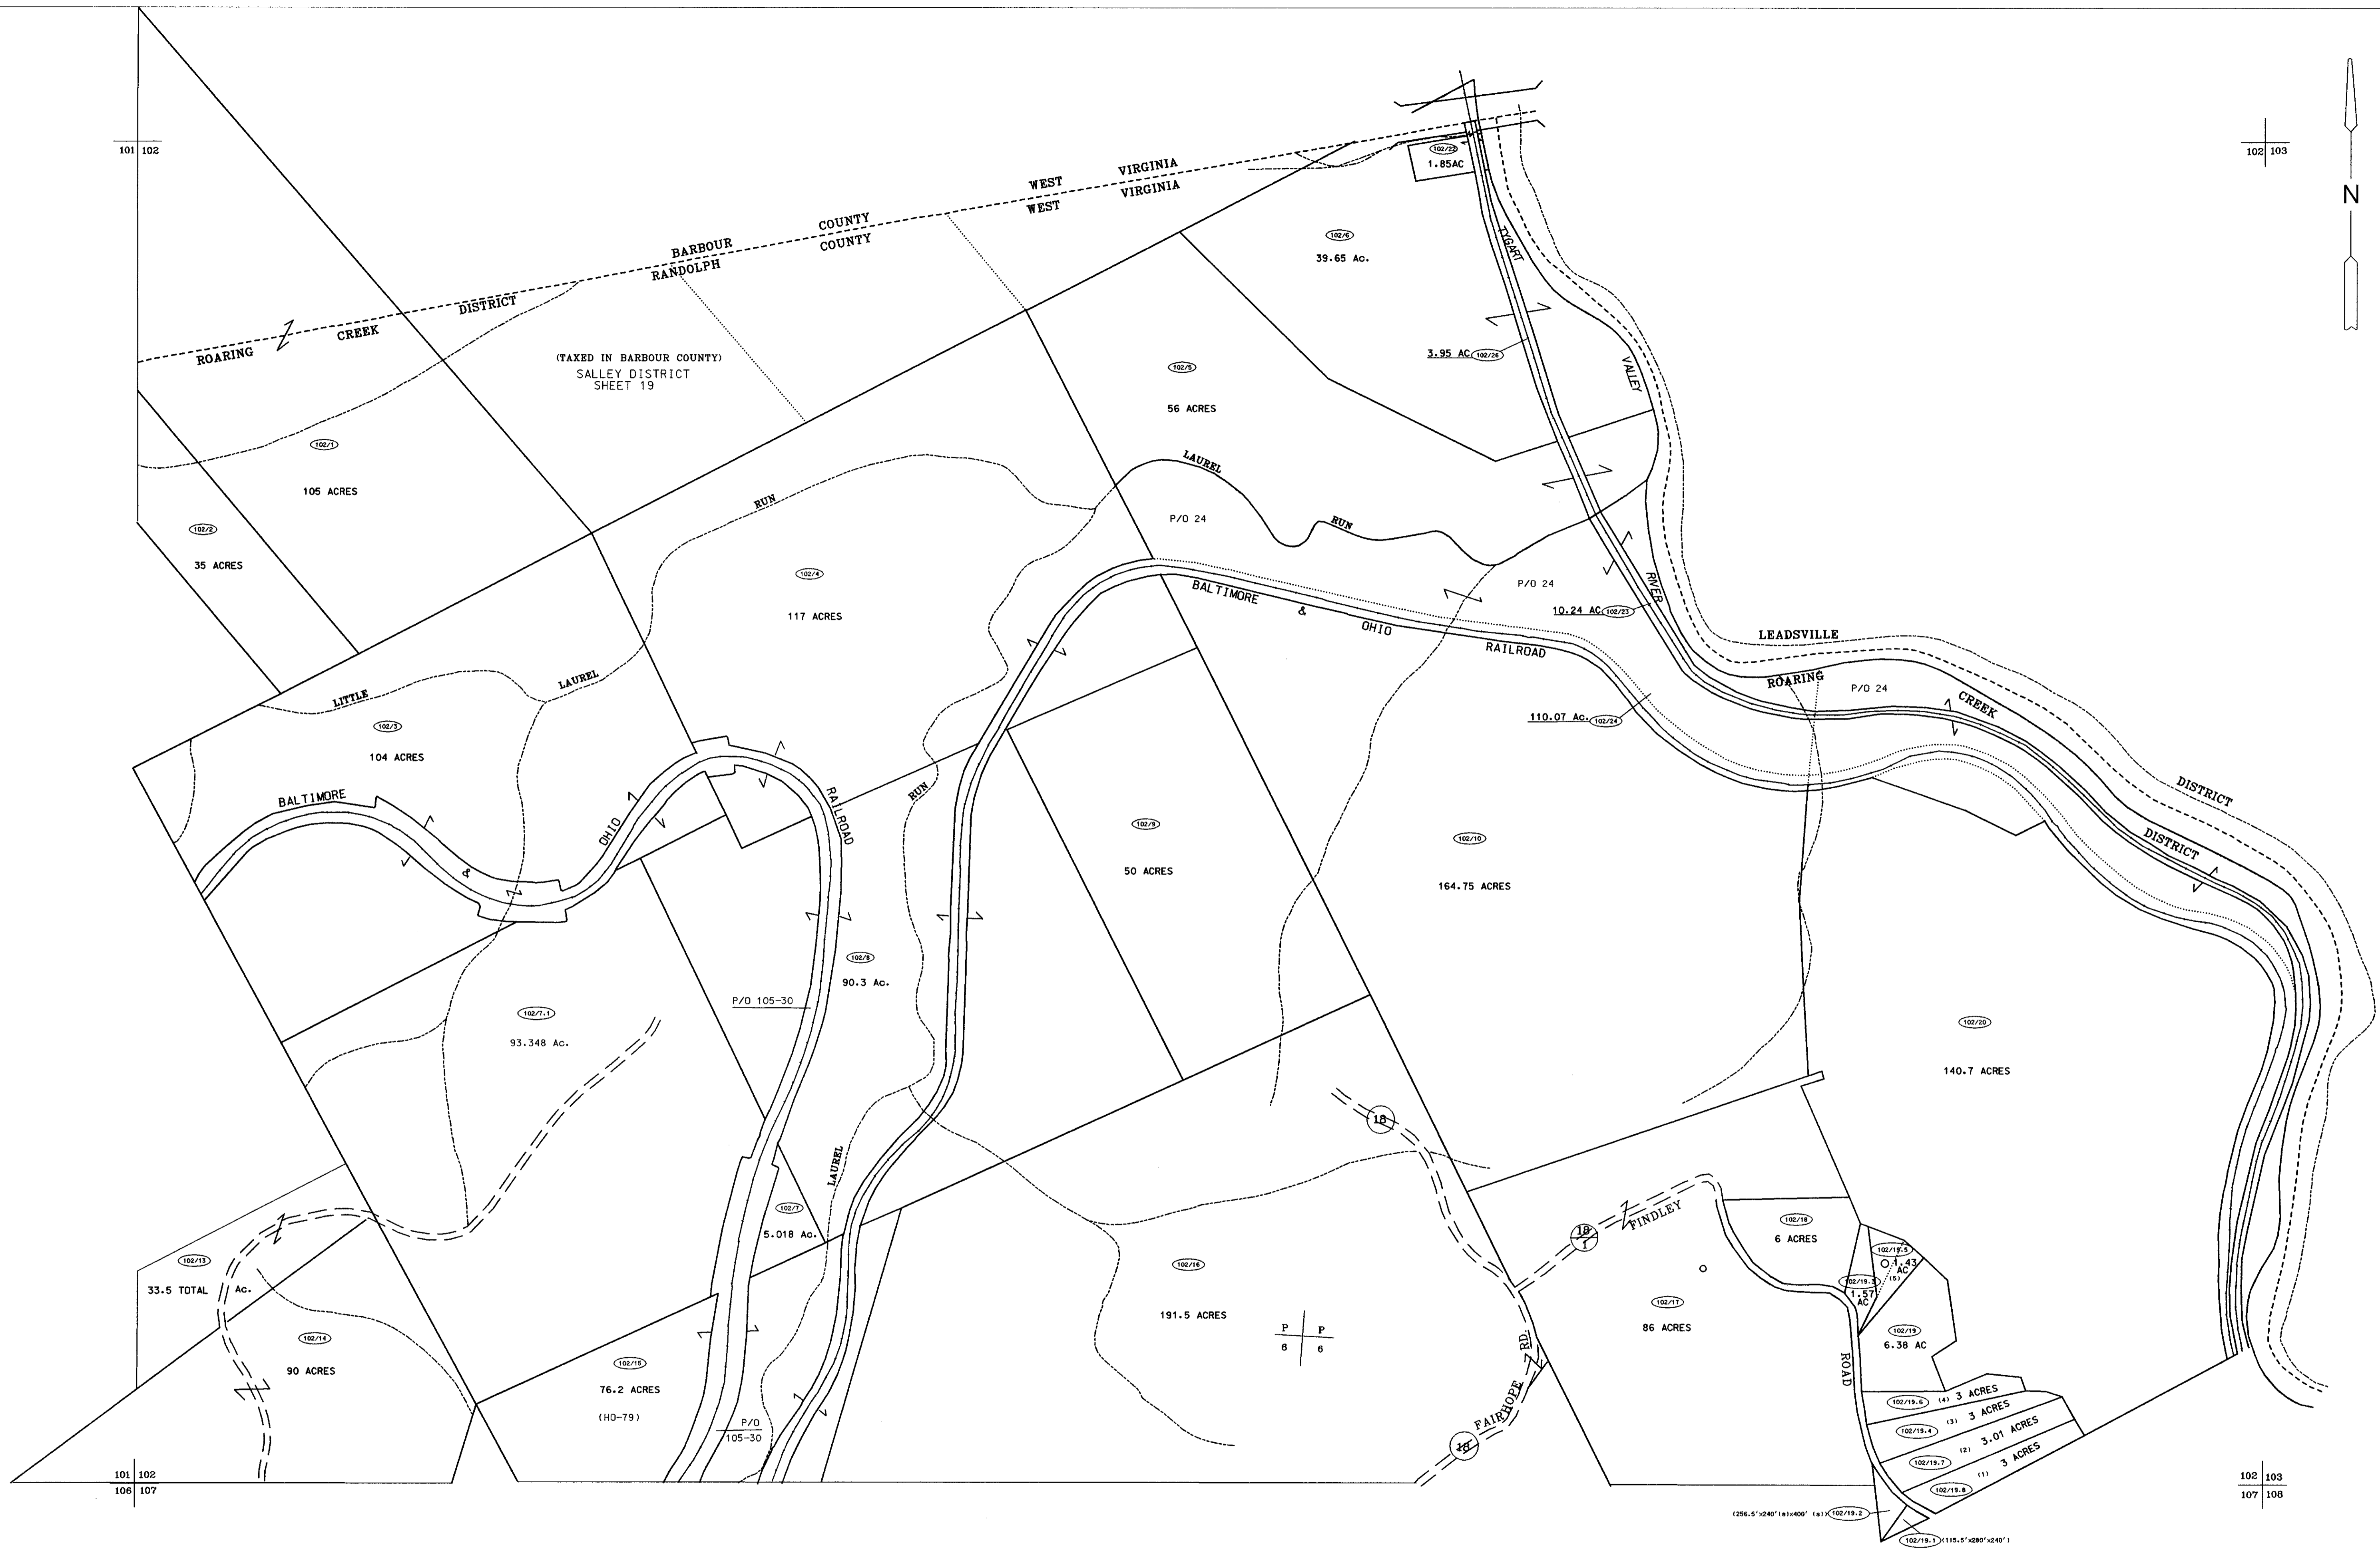 101 102
102 103
N
WEST VIRGINIA
WEST VIRGINIA
BARBOUR COUNTY
RANDOLPH COUNTY
ROARING CREEK DISTRICT
(TAXED IN BARBOUR COUNTY)
SALLEY DISTRICT
SHEET 19
102/22
1.85AC
102/6
39.65 Ac.
TYGART
VALLEY
RIVER
3.95 AC. 102/26
102/5
56 ACRES
102/1
105 ACRES
102/2
35 ACRES
LAUREL
RUN
P/O 24
RUN
102/4
117 ACRES
P/O 24
10.24 AC. 102/23
BALTIMORE
&
OHIO
RAILROAD
LEADSVILLE
ROARING
P/O 24
CREEK
DISTRICT
DISTRICT
110.07 Ac. 102/24
LITTLE
LAUREL
102/3
104 ACRES
BALTIMORE
&
OHIO
RAILROAD
RUN
102/9
50 ACRES
102/10
164.75 ACRES
102/8
90.3 Ac.
P/O 105-30
102/7.1
93.348 Ac.
102/20
140.7 ACRES
18
LAUREL
102/7
5.018 Ac.
102/13
33.5 TOTAL Ac.
102/14
90 ACRES
102/15
76.2 ACRES
(HO-79)
P/O
105-30
102/16
191.5 ACRES
P P
6 6
18
1
FINDLEY
ROAD
102/18
6 ACRES
102/19.5
1.43
AC
(5)
102/19.3
1.57
AC
102/17
86 ACRES
102/19
6.38 AC
FAIRHOPE RD
18
102/19.6 (4) 3 ACRES
102/19.4 (3) 3 ACRES
102/19.7 (2) 3.01 ACRES
102/19.8 (1) 3 ACRES
101 102
106 107
102 103
107 108
(256.5'x240'(s)x400' (s)) 102/19.2
102/19.1 (115.5'x280'x240')